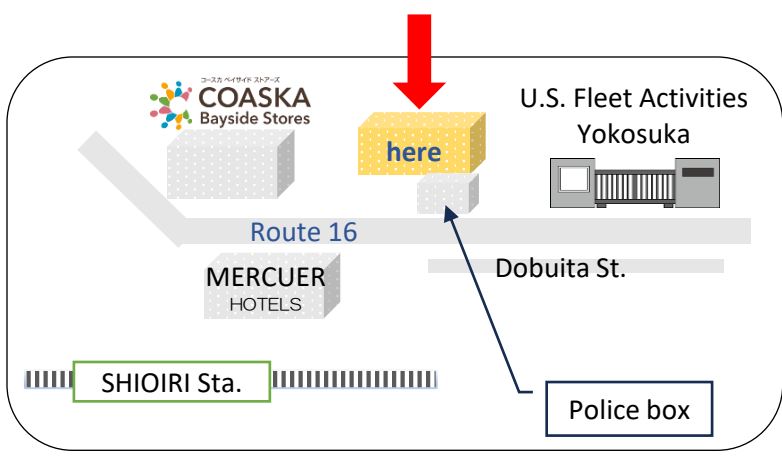 コースカ ベイサイド ストアーズ
COASKA
Bayside Stores
here
U.S. Fleet Activities
Yokosuka
Route 16
Dobuita St.
MERCUER
HOTELS
SHIOIRI Sta.
Police box